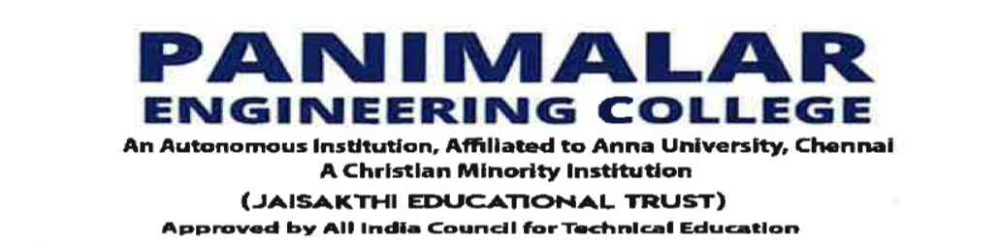 PANIMALAR
ENGINEERING COLLEGE
An Autonomous Institution, Affiliated to Anna University, Chennai
A Christian Minority Institution
(JAISAKTHI EDUCATIONAL TRUST)
Approved by All India Council for Technical Education